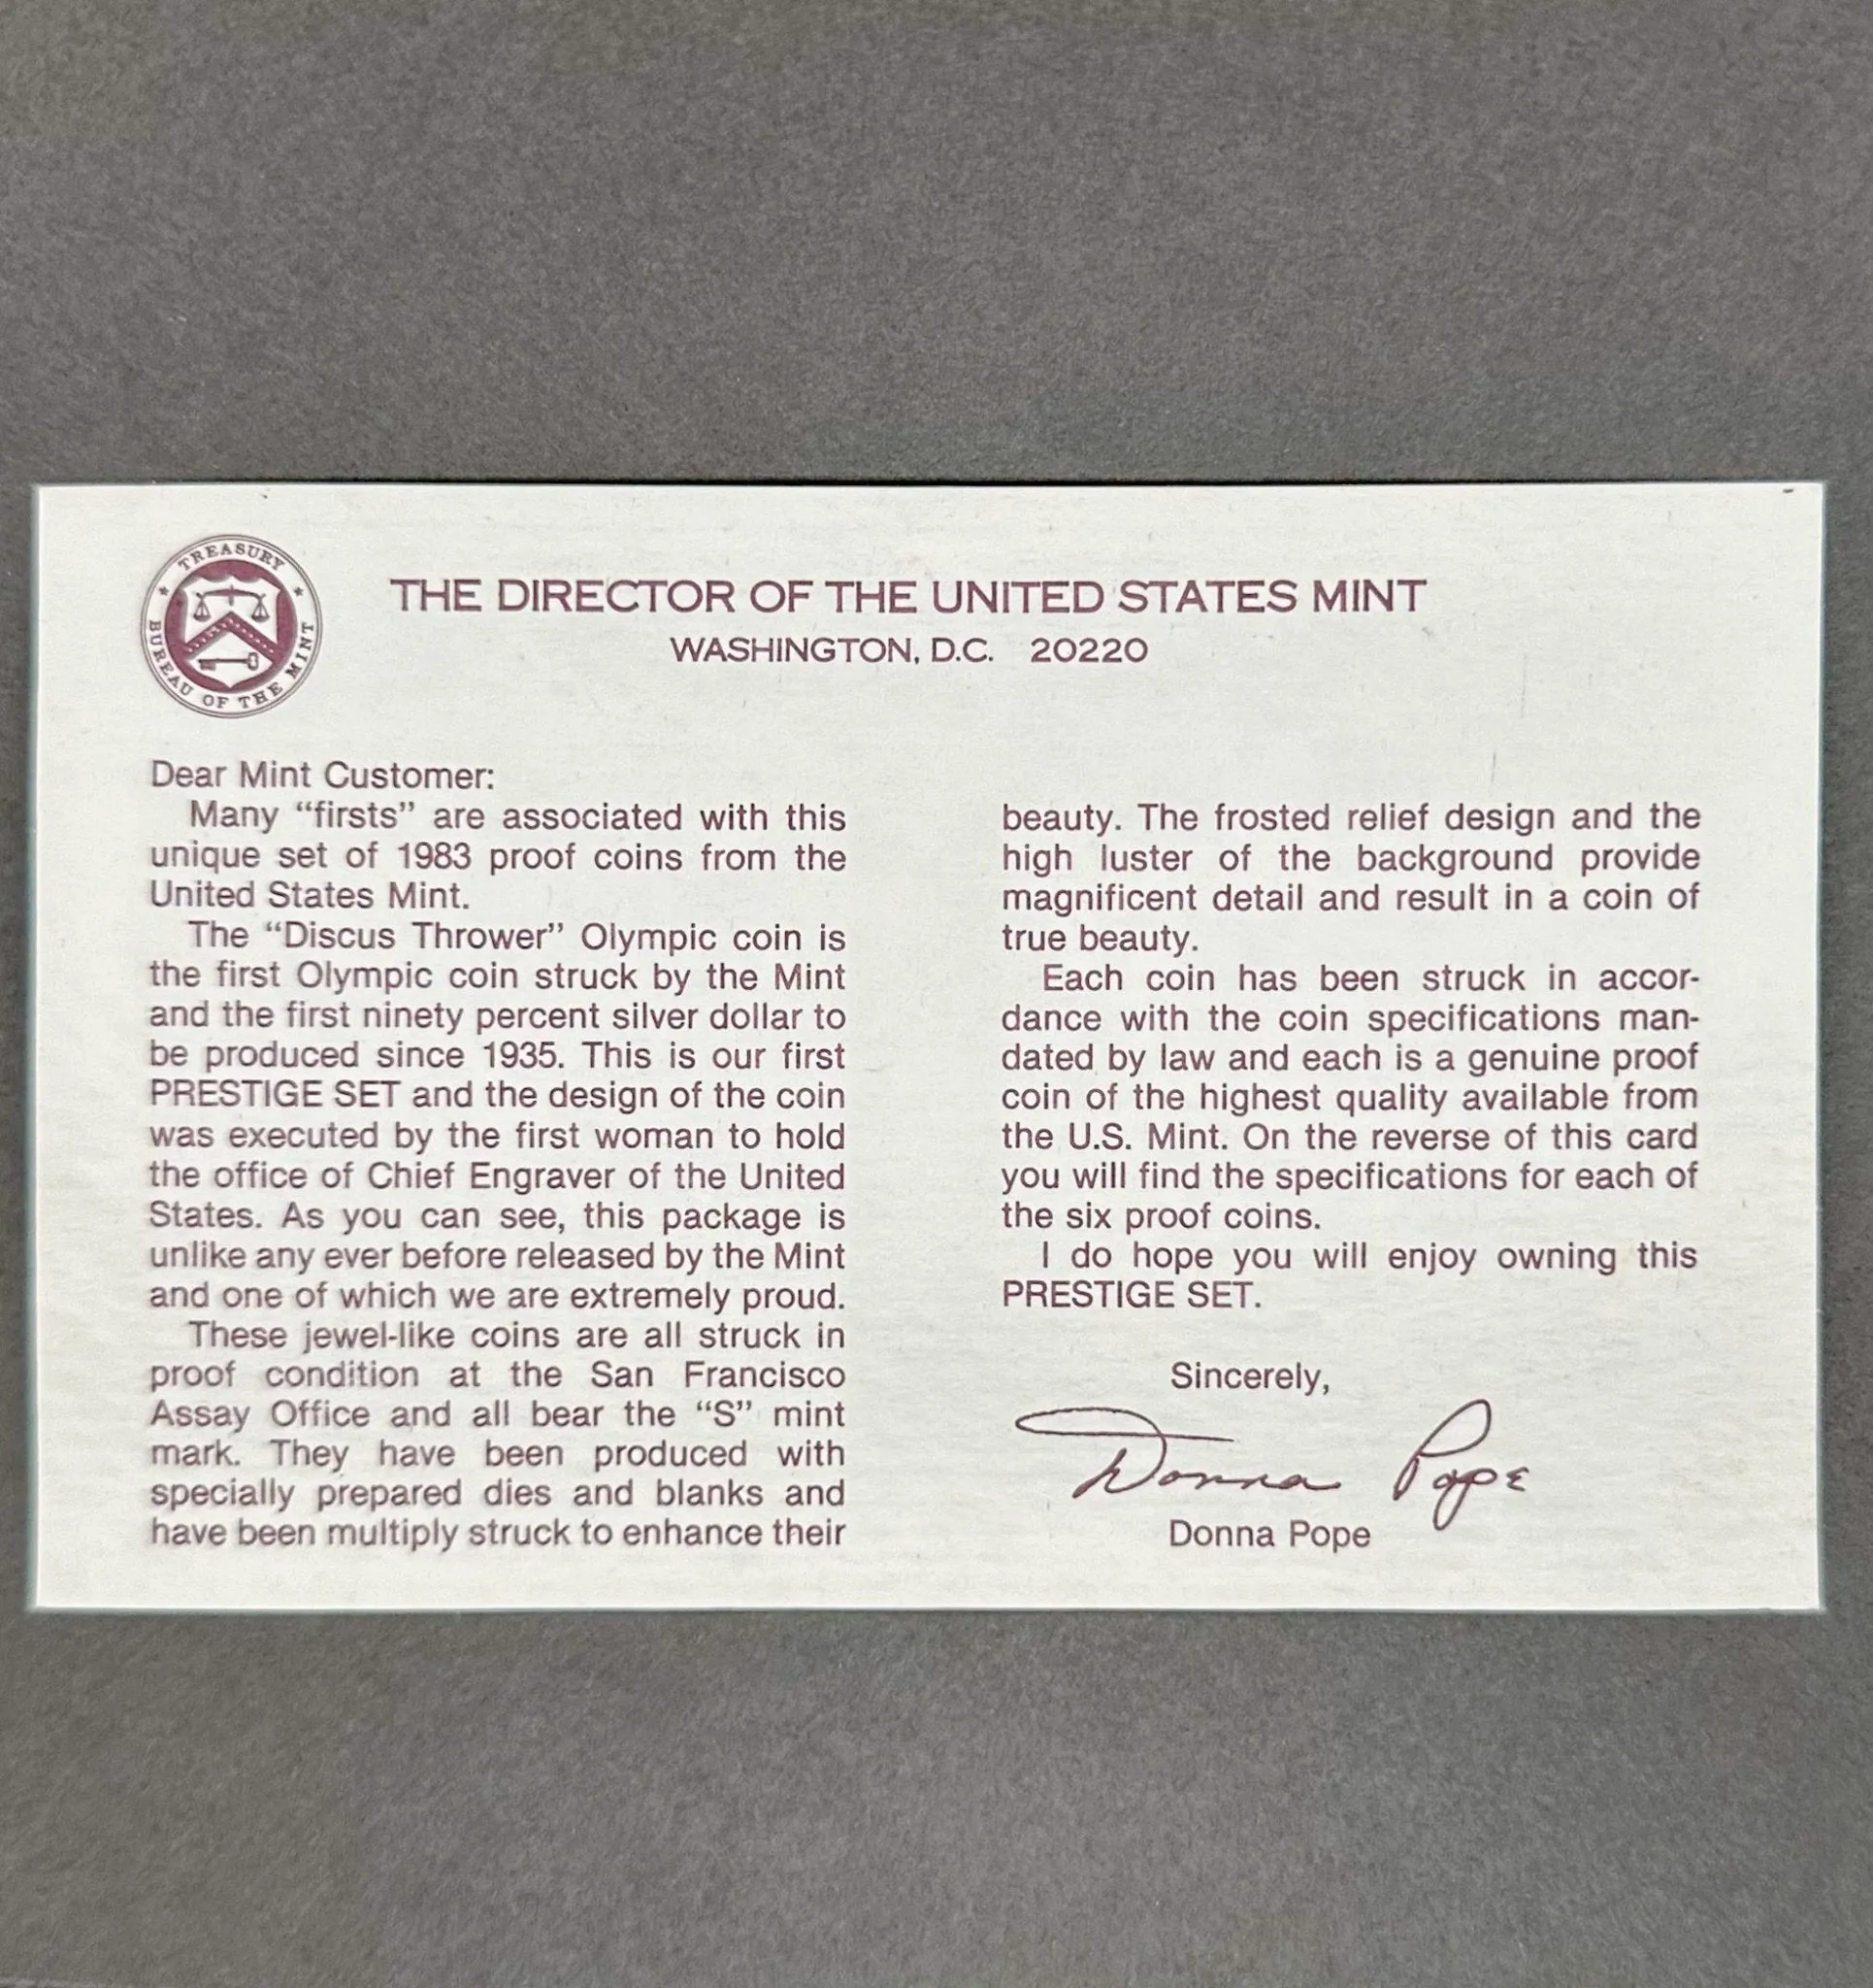 TREASURY
BUREAU OF THE MINT
THE DIRECTOR OF THE UNITED STATES MINT
WASHINGTON, D.C. 20220
Dear Mint Customer:
Many “firsts” are associated with this
unique set of 1983 proof coins from the
United States Mint.
The “Discus Thrower” Olympic coin is
the first Olympic coin struck by the Mint
and the first ninety percent silver dollar to
be produced since 1935. This is our first
PRESTIGE SET and the design of the coin
was executed by the first woman to hold
the office of Chief Engraver of the United
States. As you can see, this package is
unlike any ever before released by the Mint
and one of which we are extremely proud.
These jewel-like coins are all struck in
proof condition at the San Francisco
Assay Office and all bear the “S” mint
mark. They have been produced with
specially prepared dies and blanks and
have been multiply struck to enhance their
beauty. The frosted relief design and the
high luster of the background provide
magnificent detail and result in a coin of
true beauty.
Each coin has been struck in accor-
dance with the coin specifications man-
dated by law and each is a genuine proof
coin of the highest quality available from
the U.S. Mint. On the reverse of this card
you will find the specifications for each of
the six proof coins.
I do hope you will enjoy owning this
PRESTIGE SET.
Sincerely,
Donna Pope
Donna Pope